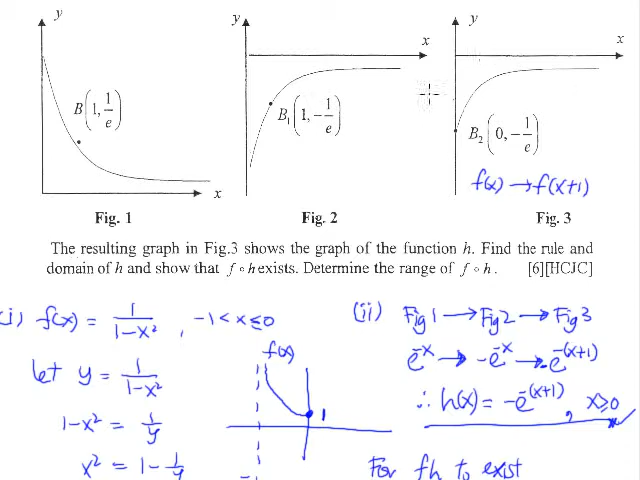 y
y
y
x
x
x
B(1, 1/e)
B₁(1, -1/e)
B₂(0, -1/e)
f(x) → f(x+1)
Fig. 1
Fig. 2
Fig. 3
The resulting graph in Fig.3 shows the graph of the function h. Find the rule and
domain of h and show that f∘h exists. Determine the range of f∘h. [6][HCJC]
(i) f(x) = 1/(1-x²) , -1 < x ≤ 0
let y = 1/(1-x²)
1-x² = 1/y
x² = 1 - 1/y
f(x)
1
-1
(ii) Fig 1 → Fig 2 → Fig 3
e^-x → -e^-x → -e^-(x+1)
∴ h(x) = -e^-(x+1) , x≥0
For fh to exist